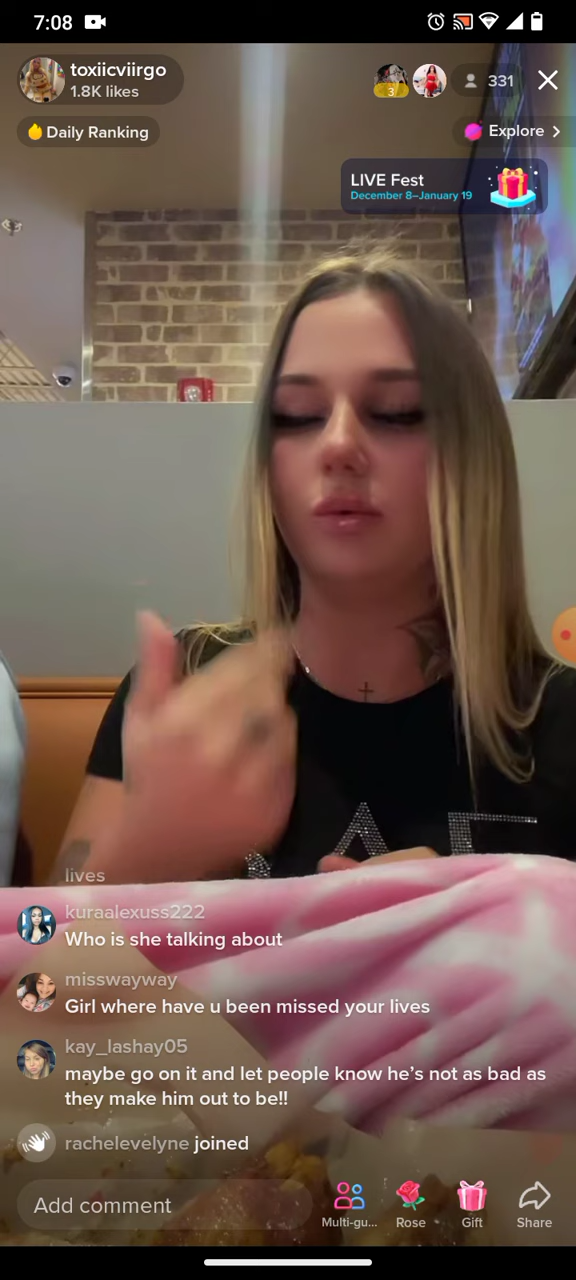 7:08
toxiicviirgo
1.8K likes
3
331
Daily Ranking
Explore
LIVE Fest
December 8–January 19
lives
kuraalexuss222
Who is she talking about
misswayway
Girl where have u been missed your lives
kay_lashay05
maybe go on it and let people know he’s not as bad as
they make him out to be!!
rachelevelyne joined
Add comment
Multi-gu...
Rose
Gift
Share